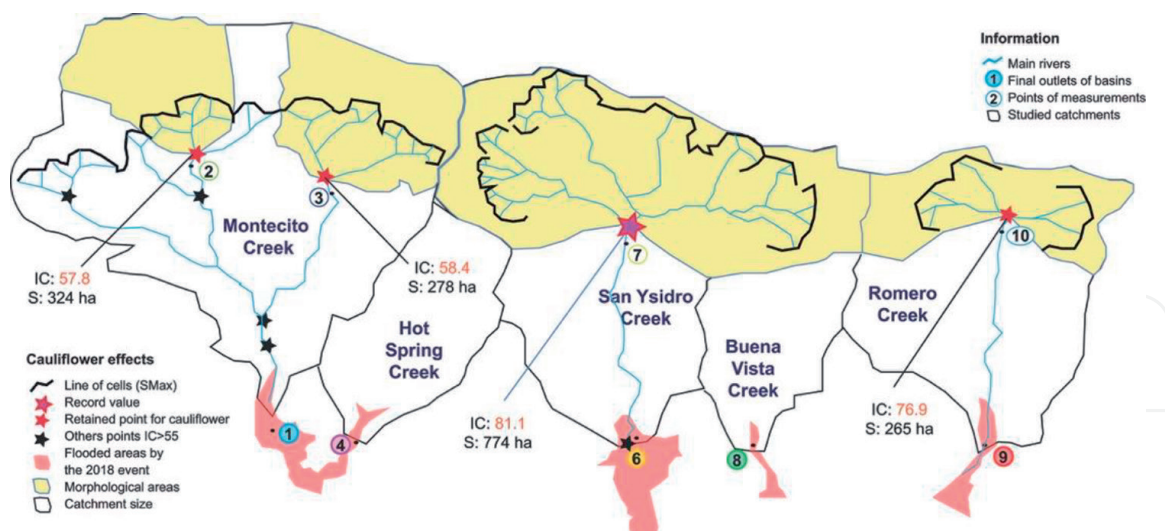 Information
Main rivers
1 Final outlets of basins
2 Points of measurements
Studied catchments
2
3
Montecito
Creek
IC: 57.8
S: 324 ha
IC: 58.4
S: 278 ha
7
10
San Ysidro
Creek
Romero
Creek
Hot
Spring
Creek
Buena
Vista
Creek
Cauliflower effects
Line of cells (SMax)
Record value
Retained point for cauliflower
Others points IC>55
Flooded areas by
the 2018 event
Morphological areas
Catchment size
IC: 81.1
S: 774 ha
IC: 76.9
S: 265 ha
1
4
6
8
9